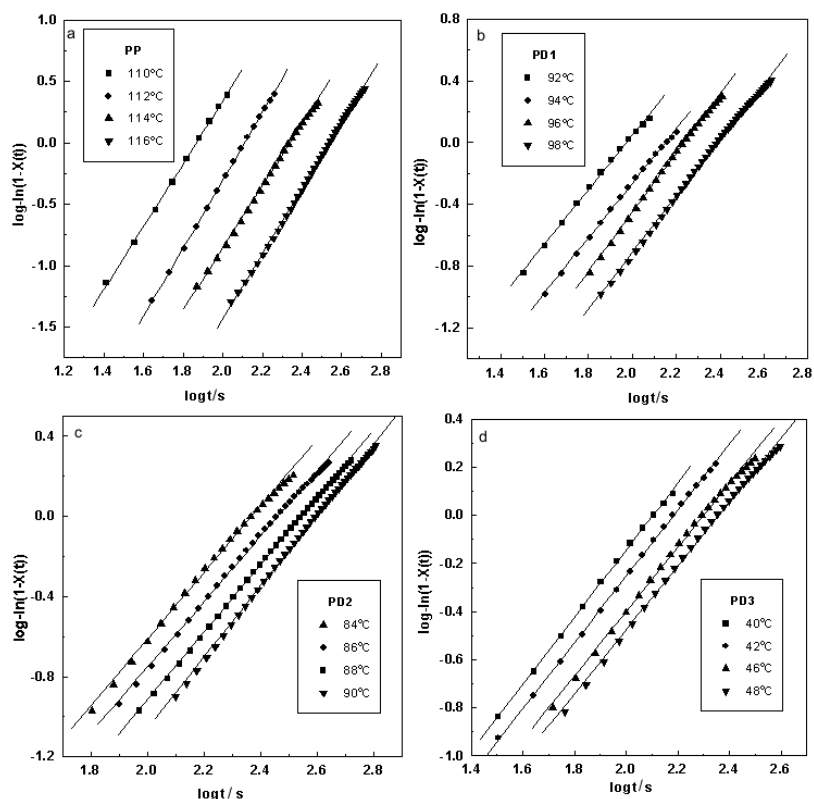 a
PP
110°C
112°C
114°C
116°C
log-ln(1-X(t))
1.0
0.5
0.0
-0.5
-1.0
-1.5
1.2 1.4 1.6 1.8 2.0 2.2 2.4 2.6 2.8
logt/s
b
PD1
92°C
94°C
96°C
98°C
log-ln(1-X(t))
0.8
0.4
0.0
-0.4
-0.8
-1.2
1.4 1.6 1.8 2.0 2.2 2.4 2.6 2.8
logt/s
c
PD2
84°C
86°C
88°C
90°C
log-ln(1-X(t))
0.4
0.0
-0.4
-0.8
-1.2
1.8 2.0 2.2 2.4 2.6 2.8
logt/s
d
PD3
40°C
42°C
46°C
48°C
log-ln(1-X(t))
0.4
0.2
0.0
-0.2
-0.4
-0.6
-0.8
-1.0
1.4 1.6 1.8 2.0 2.2 2.4 2.6
logt/s